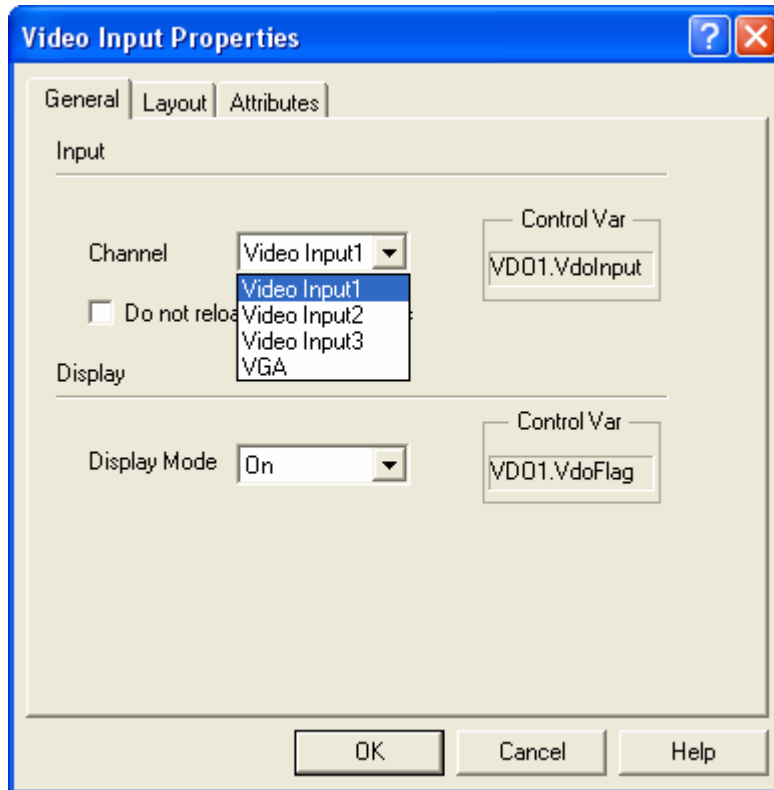 Video Input Properties
General
Layout
Attributes
Input
Control Var
Channel
Video Input1
VDO1.VdoInput
Video Input1
Video Input2
Video Input3
VGA
Do not
Display
Control Var
Display Mode
On
VDO1.VdoFlag
OK
Cancel
Help